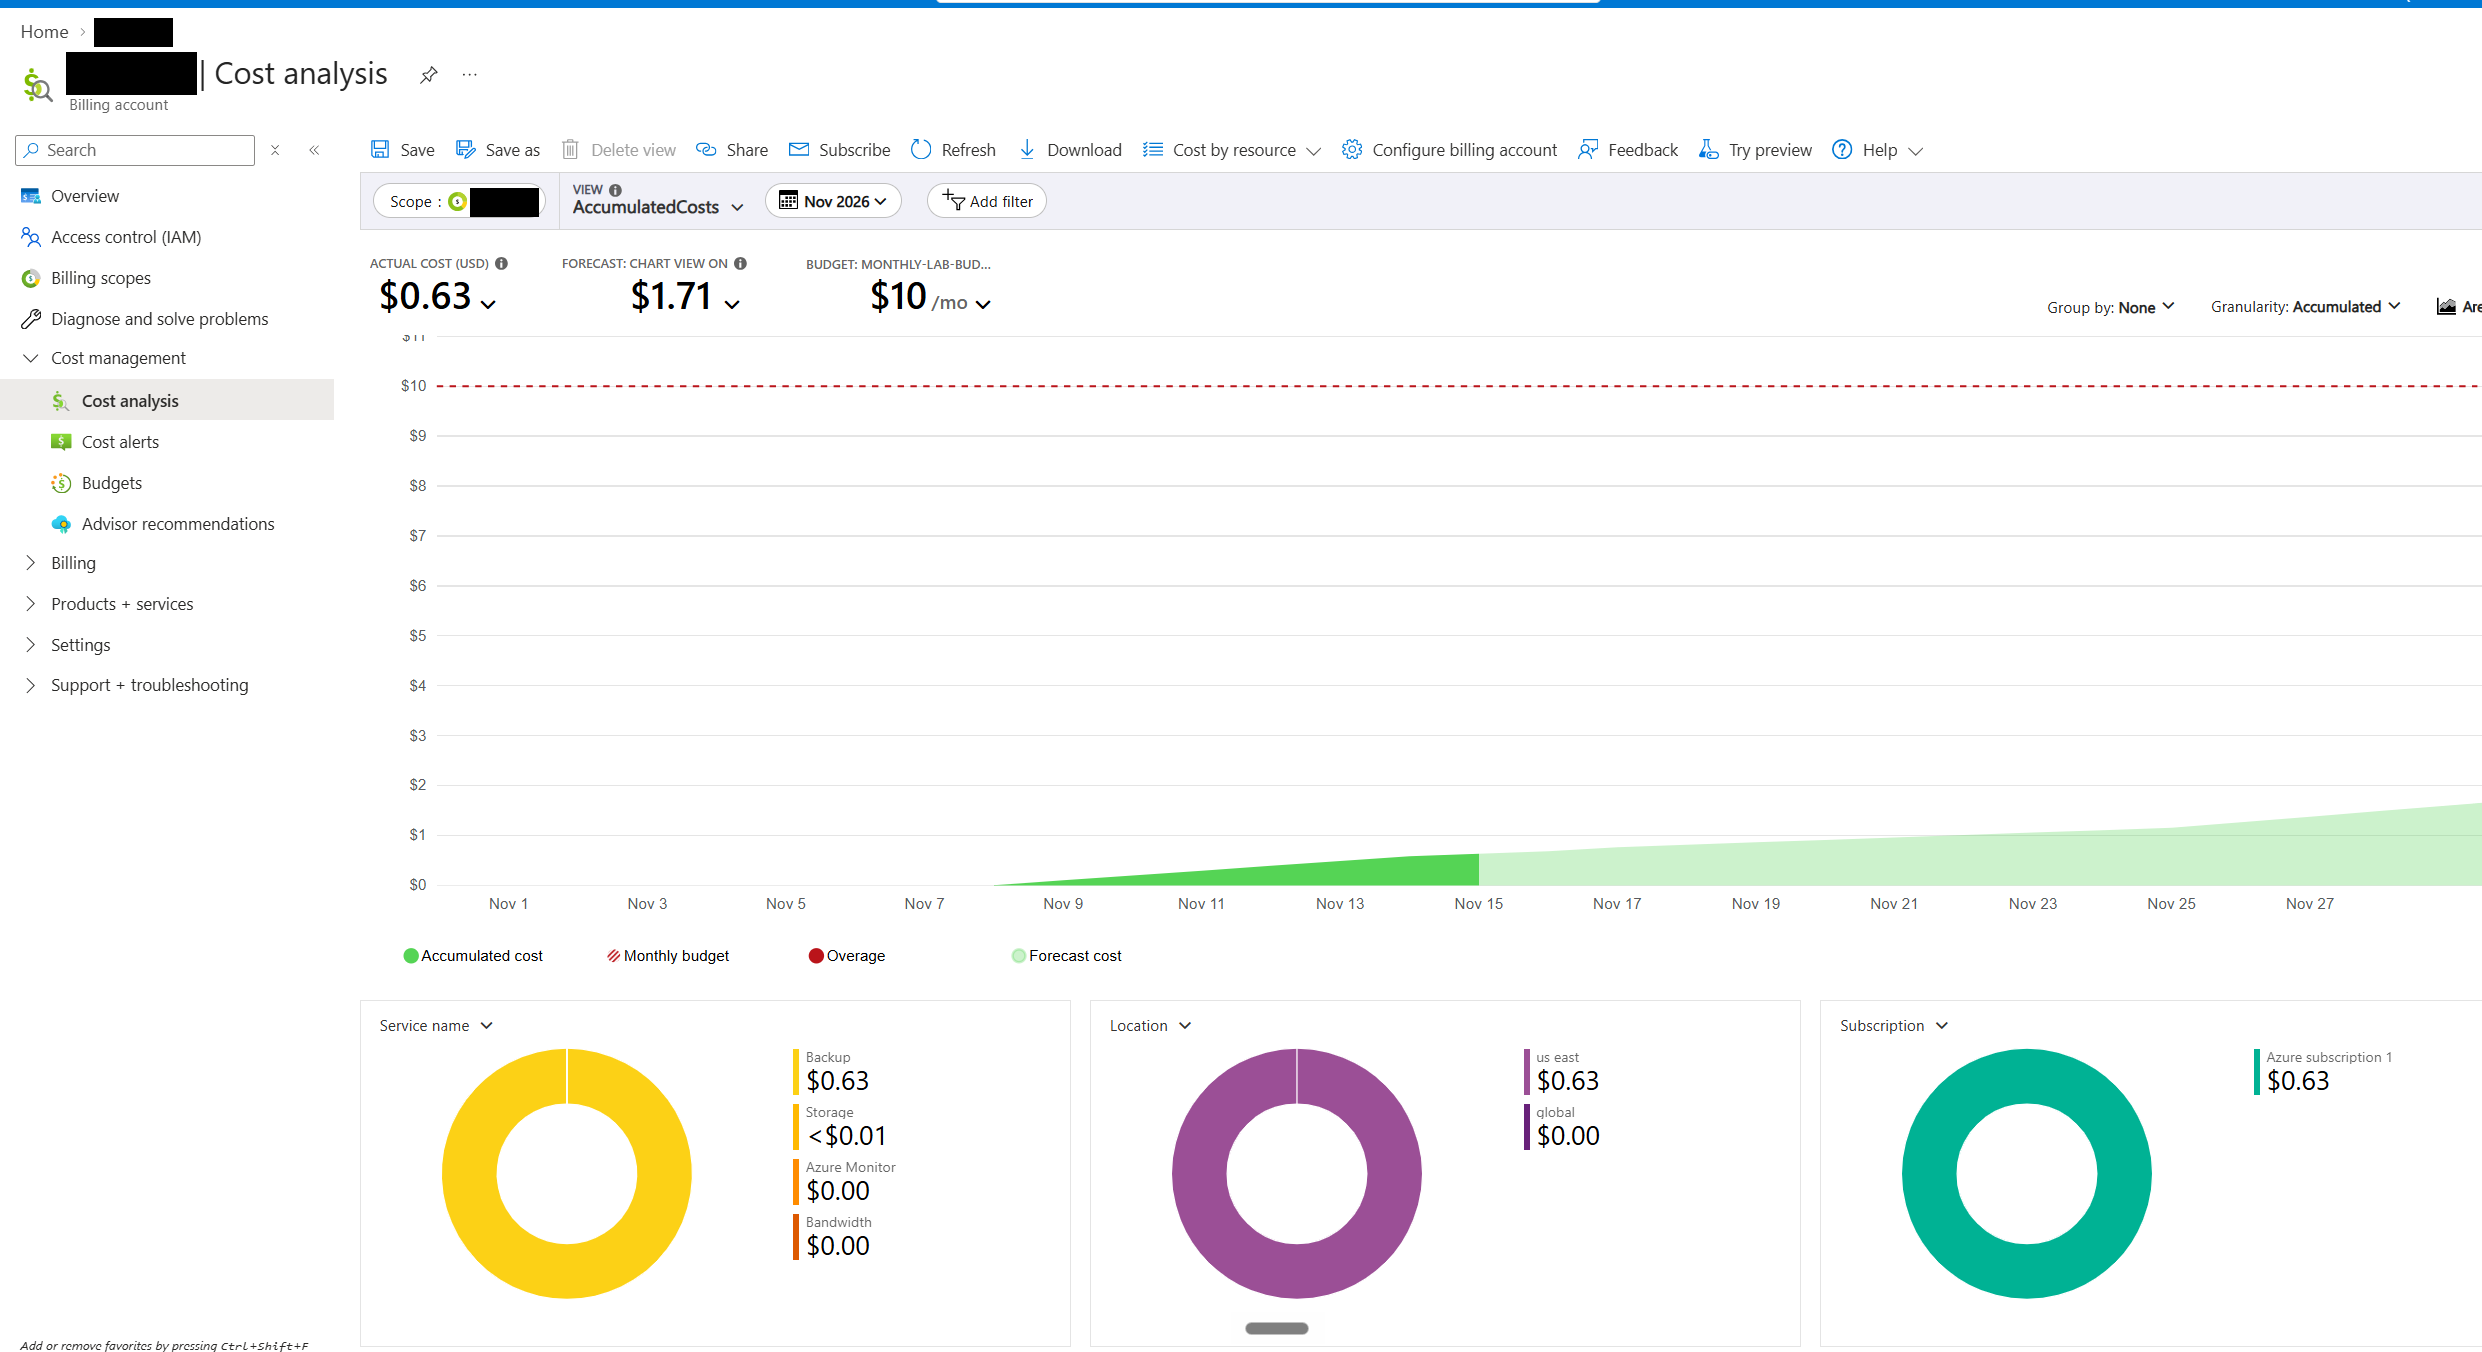 Home >
| Cost analysis
Billing account
Search
Overview
Access control (IAM)
Billing scopes
Diagnose and solve problems
Cost management
Cost analysis
Cost alerts
Budgets
Advisor recommendations
Billing
Products + services
Settings
Support + troubleshooting
Add or remove favorites by pressing Ctrl+Shift+F
Save Save as Delete view Share Subscribe Refresh Download Cost by resource Configure billing account Feedback Try preview Help
Scope :
VIEW
AccumulatedCosts
Nov 2026
Add filter
ACTUAL COST (USD)
$0.63
FORECAST: CHART VIEW ON
$1.71
BUDGET: MONTHLY-LAB-BUD...
$10 /mo
Group by: None
Granularity: Accumulated
Are
$11
$10
$9
$8
$7
$6
$5
$4
$3
$2
$1
$0
Nov 1 Nov 3 Nov 5 Nov 7 Nov 9 Nov 11 Nov 13 Nov 15 Nov 17 Nov 19 Nov 21 Nov 23 Nov 25 Nov 27
Accumulated cost Monthly budget Overage Forecast cost
Service name
Backup
$0.63
Storage
<$0.01
Azure Monitor
$0.00
Bandwidth
$0.00
Location
us east
$0.63
global
$0.00
Subscription
Azure subscription 1
$0.63